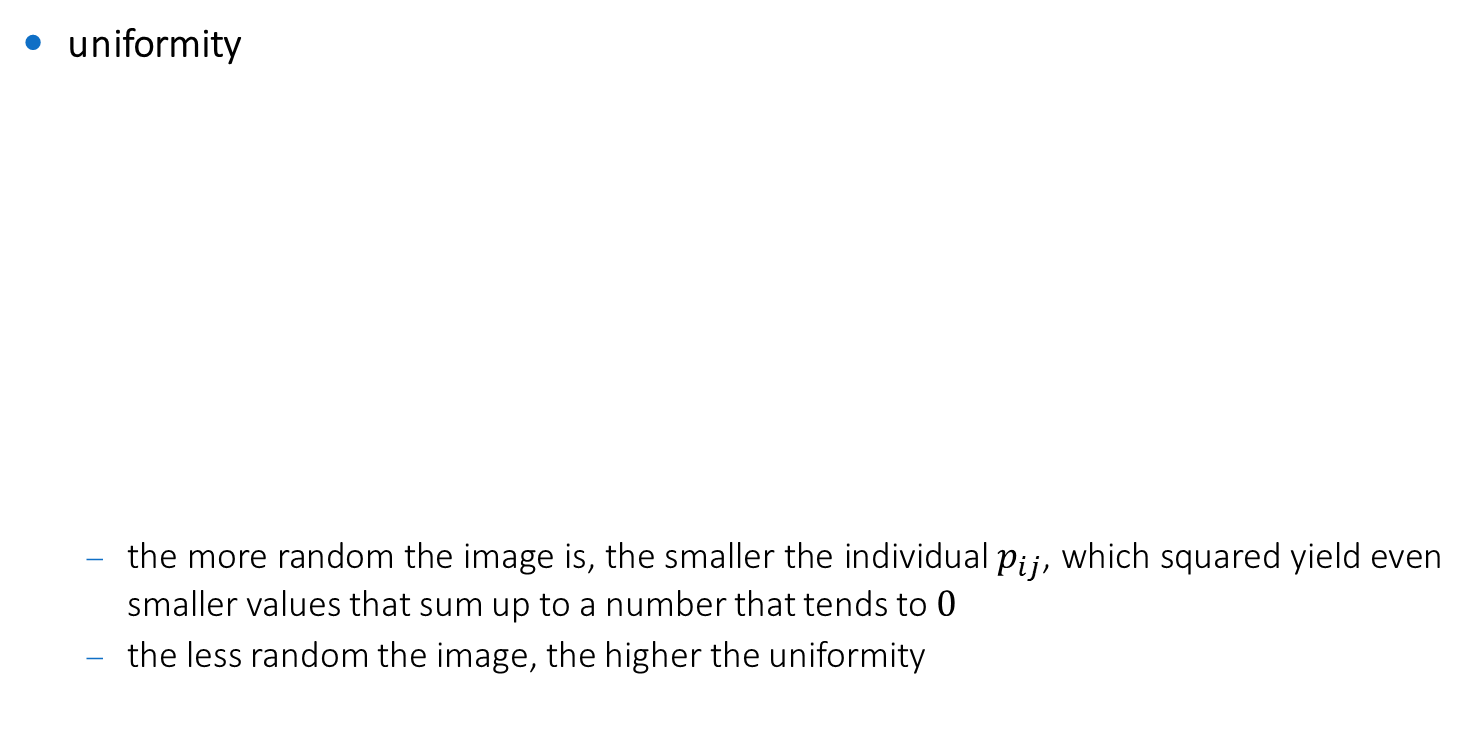 • uniformity
– the more random the image is, the smaller the individual 𝑝𝑖𝑗, which squared yield even
smaller values that sum up to a number that tends to 0
– the less random the image, the higher the uniformity